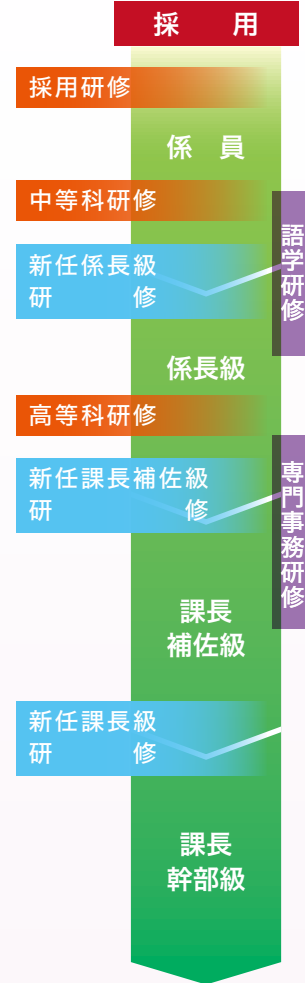 採　用
採用研修
係　員
中等科研修
新任係長級
研　　　修
語学研修
係長級
高等科研修
新任課長補佐級
研　　　　　修
専門事務研修
課長
補佐級
新任課長級
研　　　修
課長
幹部級